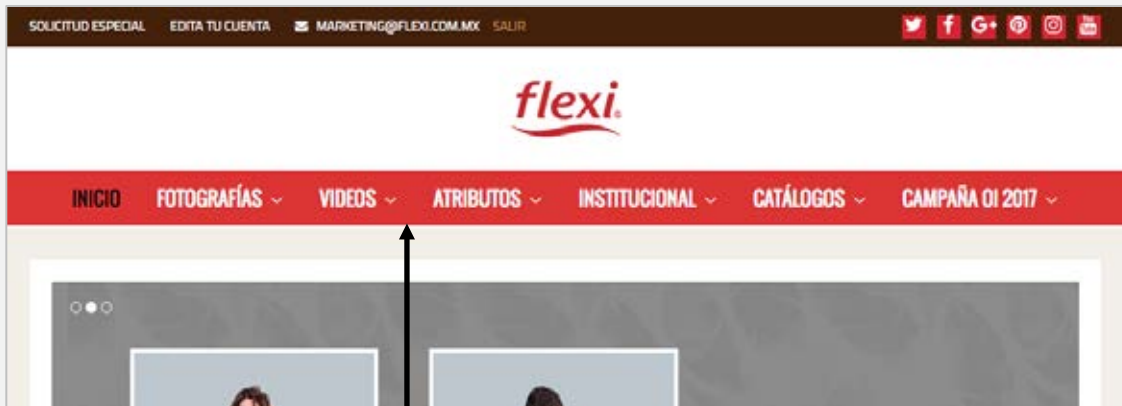 SOLICITUD ESPECIAL EDITA TU CUENTA MARKETING@FLEXI.COM.MX SALIR
flexi
INICIO FOTOGRAFÍAS VIDEOS ATRIBUTOS INSTITUCIONAL CATÁLOGOS CAMPAÑA OI 2017